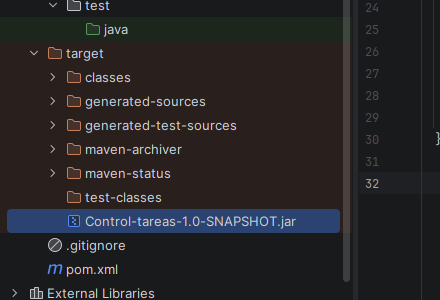 test
java
target
classes
generated-sources
generated-test-sources
maven-archiver
maven-status
test-classes
Control-tareas-1.0-SNAPSHOT.jar
.gitignore
m pom.xml
External Libraries
24
25
26
27
28
29
30 }
31
32